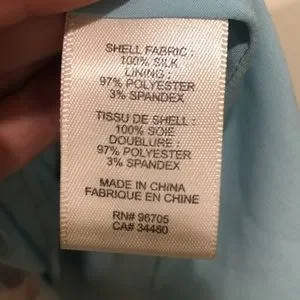 SHELL FABRIC :
100% SILK
LINING :
97% POLYESTER
3% SPANDEX
TISSU DE SHELL :
100% SOIE
DOUBLURE :
97% POLYESTER
3% SPANDEX
MADE IN CHINA
FABRIQUE EN CHINE
RN# 96705
CA# 34480